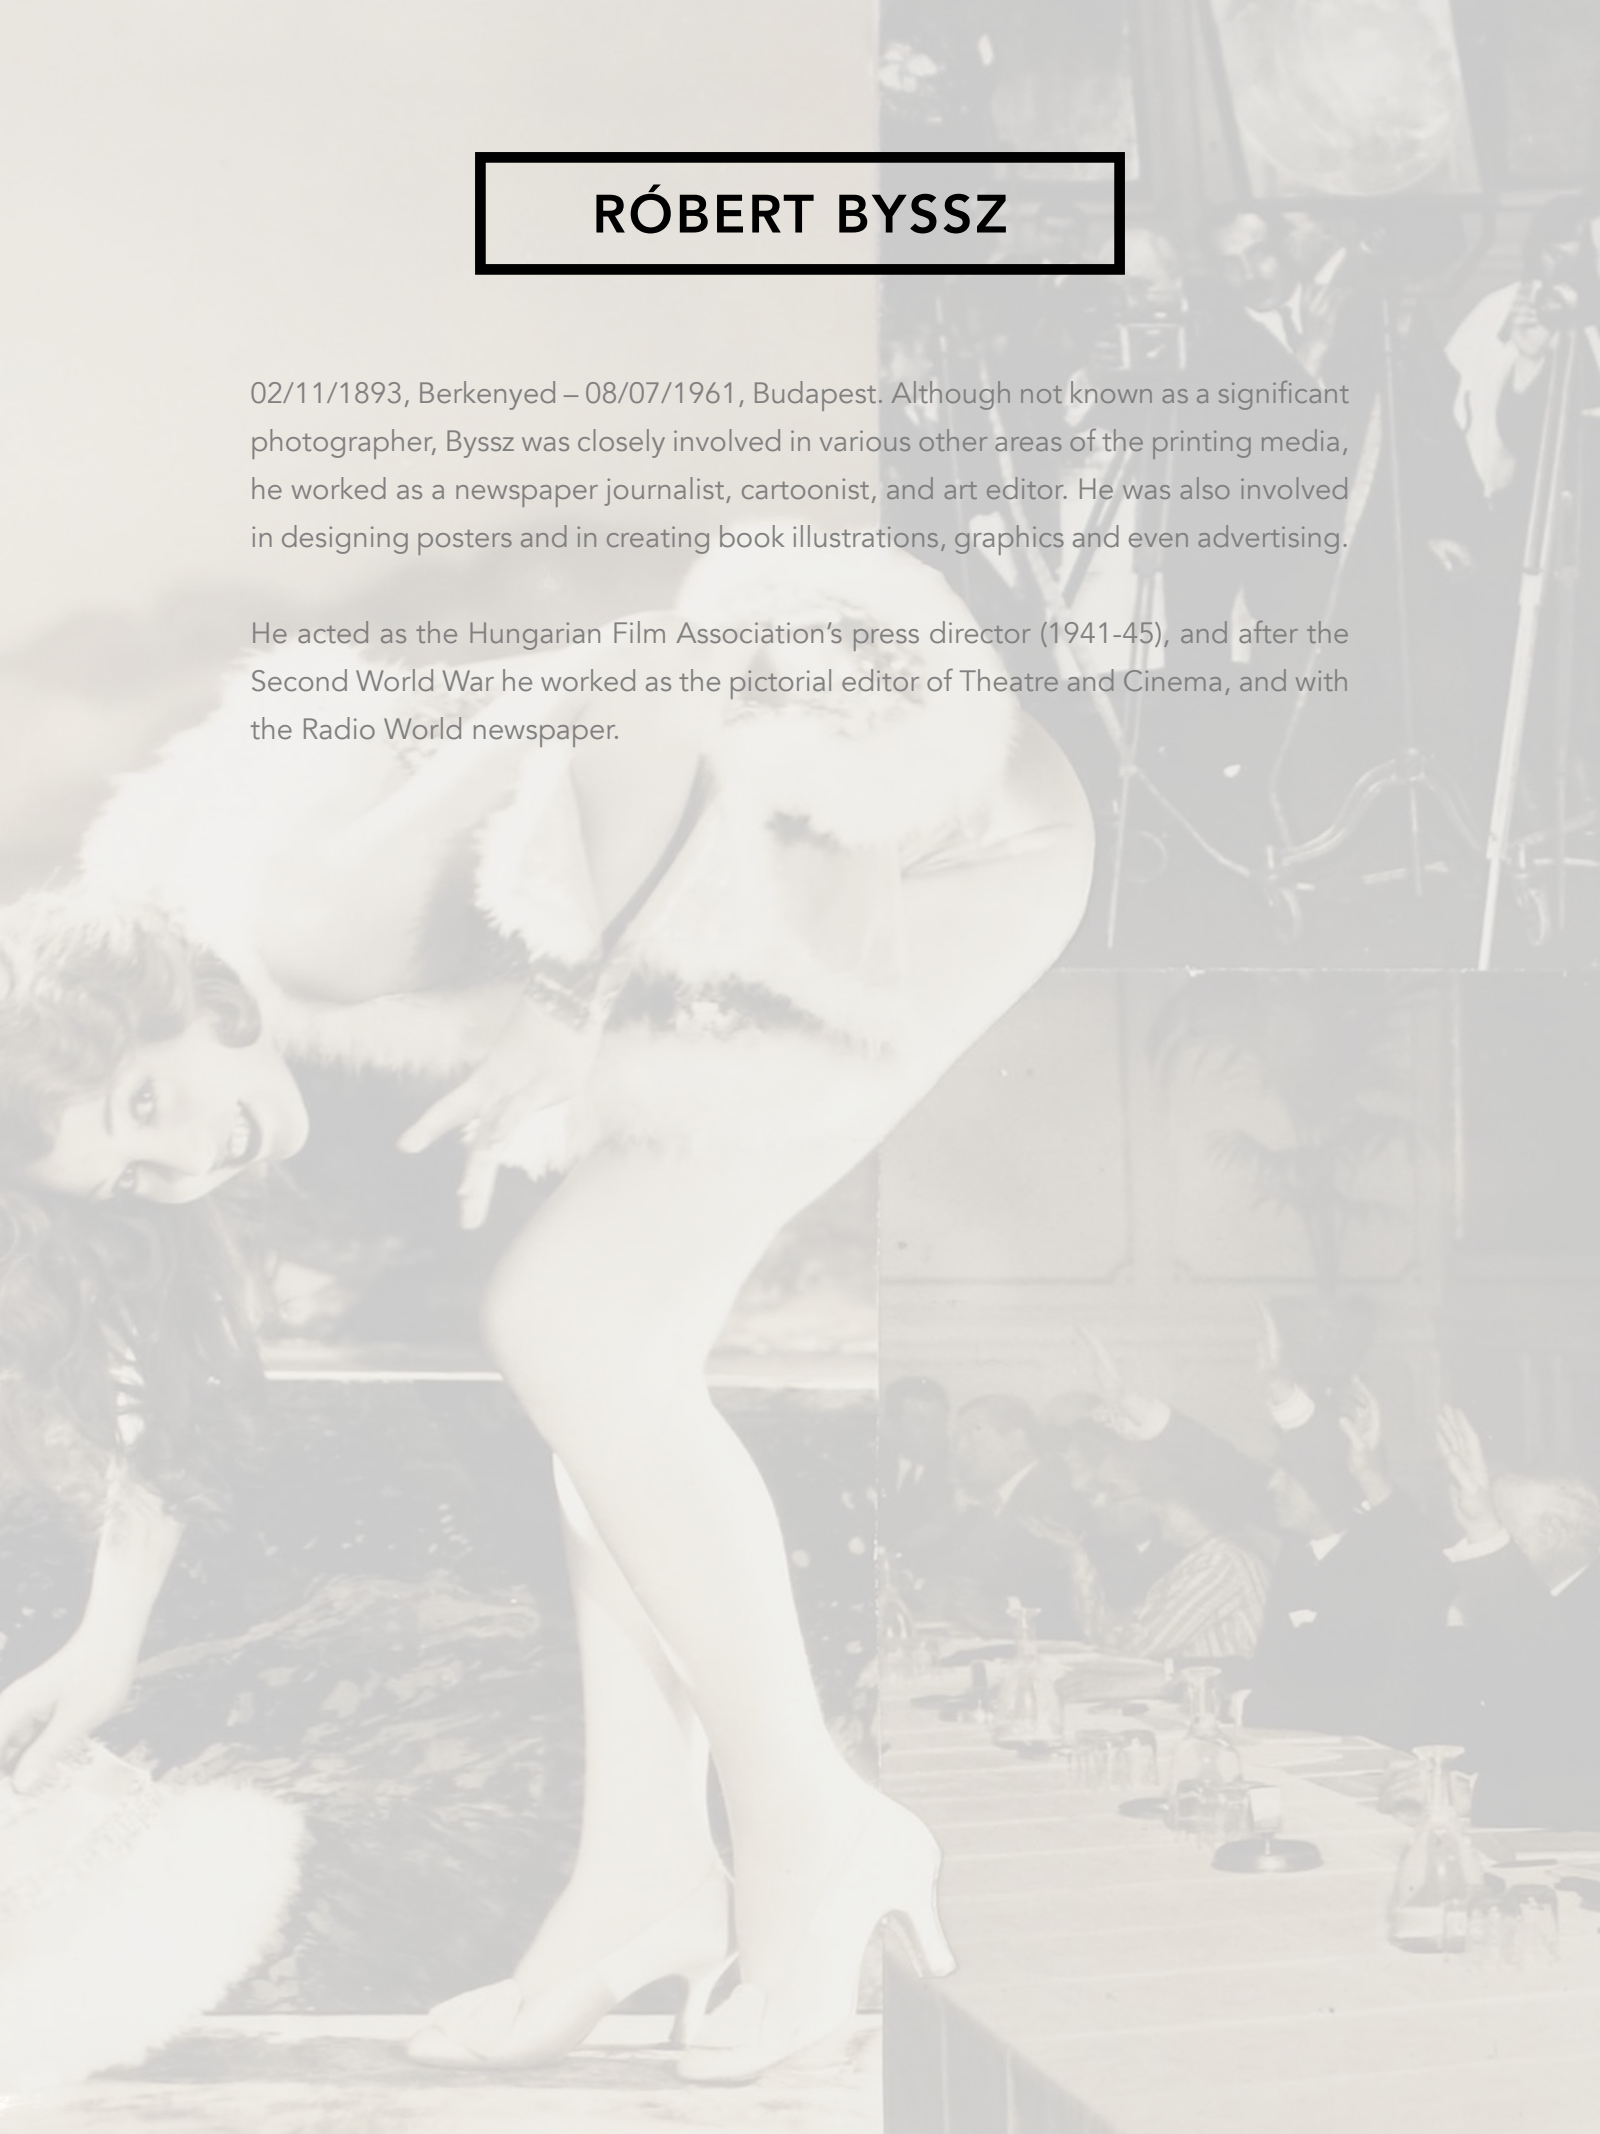 RÓBERT BYSSZ
02/11/1893, Berkenyed – 08/07/1961, Budapest. Although not known as a significant
photographer, Byssz was closely involved in various other areas of the printing media,
he worked as a newspaper journalist, cartoonist, and art editor. He was also involved
in designing posters and in creating book illustrations, graphics and even advertising.
He acted as the Hungarian Film Association’s press director (1941-45), and after the
Second World War he worked as the pictorial editor of Theatre and Cinema, and with
the Radio World newspaper.